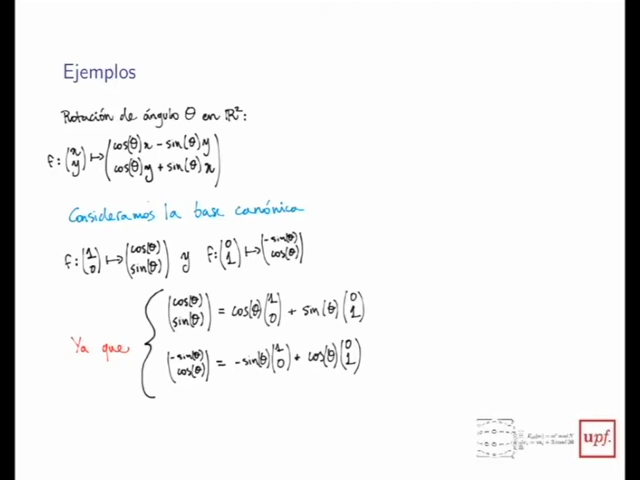 Ejemplos
Rotación de ángulo θ en ℝ²:
f: (x y) ↦ (cos(θ)x − sin(θ)y cos(θ)y + sin(θ)x)
Consideramos la base canónica
f: (1 0) ↦ (cos(θ) sin(θ)) y f: (0 1) ↦ (−sin(θ) cos(θ))
Ya que
(cos(θ) sin(θ)) = cos(θ) (1 0) + sin(θ) (0 1)
(−sin(θ) cos(θ)) = −sin(θ) (1 0) + cos(θ) (0 1)
upf.